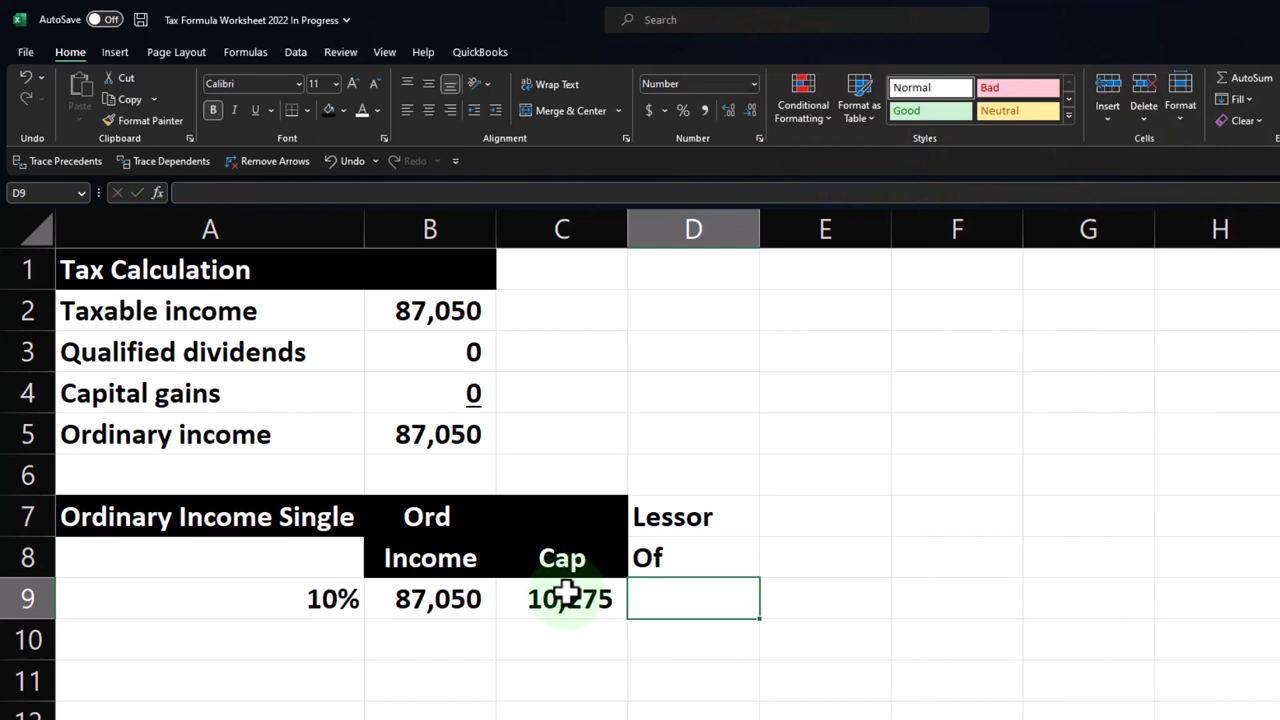 AutoSave Off Tax Formula Worksheet 2022 In Progress Search
File Home Insert Page Layout Formulas Data Review View Help QuickBooks
Undo
Paste
Cut
Copy
Format Painter
Clipboard
Calibri 11
B I U A
Font
Wrap Text
Merge & Center
Alignment
Number
$ % ,
Number
Conditional Formatting
Format as Table
Normal Bad
Good Neutral
Styles
Insert Delete Format
Cells
AutoSum
Fill
Clear
Trace Precedents Trace Dependents Remove Arrows Undo Redo
D9 fx
A B C D E F G H
1 Tax Calculation
2 Taxable income 87,050
3 Qualified dividends 0
4 Capital gains 0
5 Ordinary income 87,050
6
7 Ordinary Income Single Ord Lessor
8 Income Cap Of
9 10% 87,050 10,275
10
11